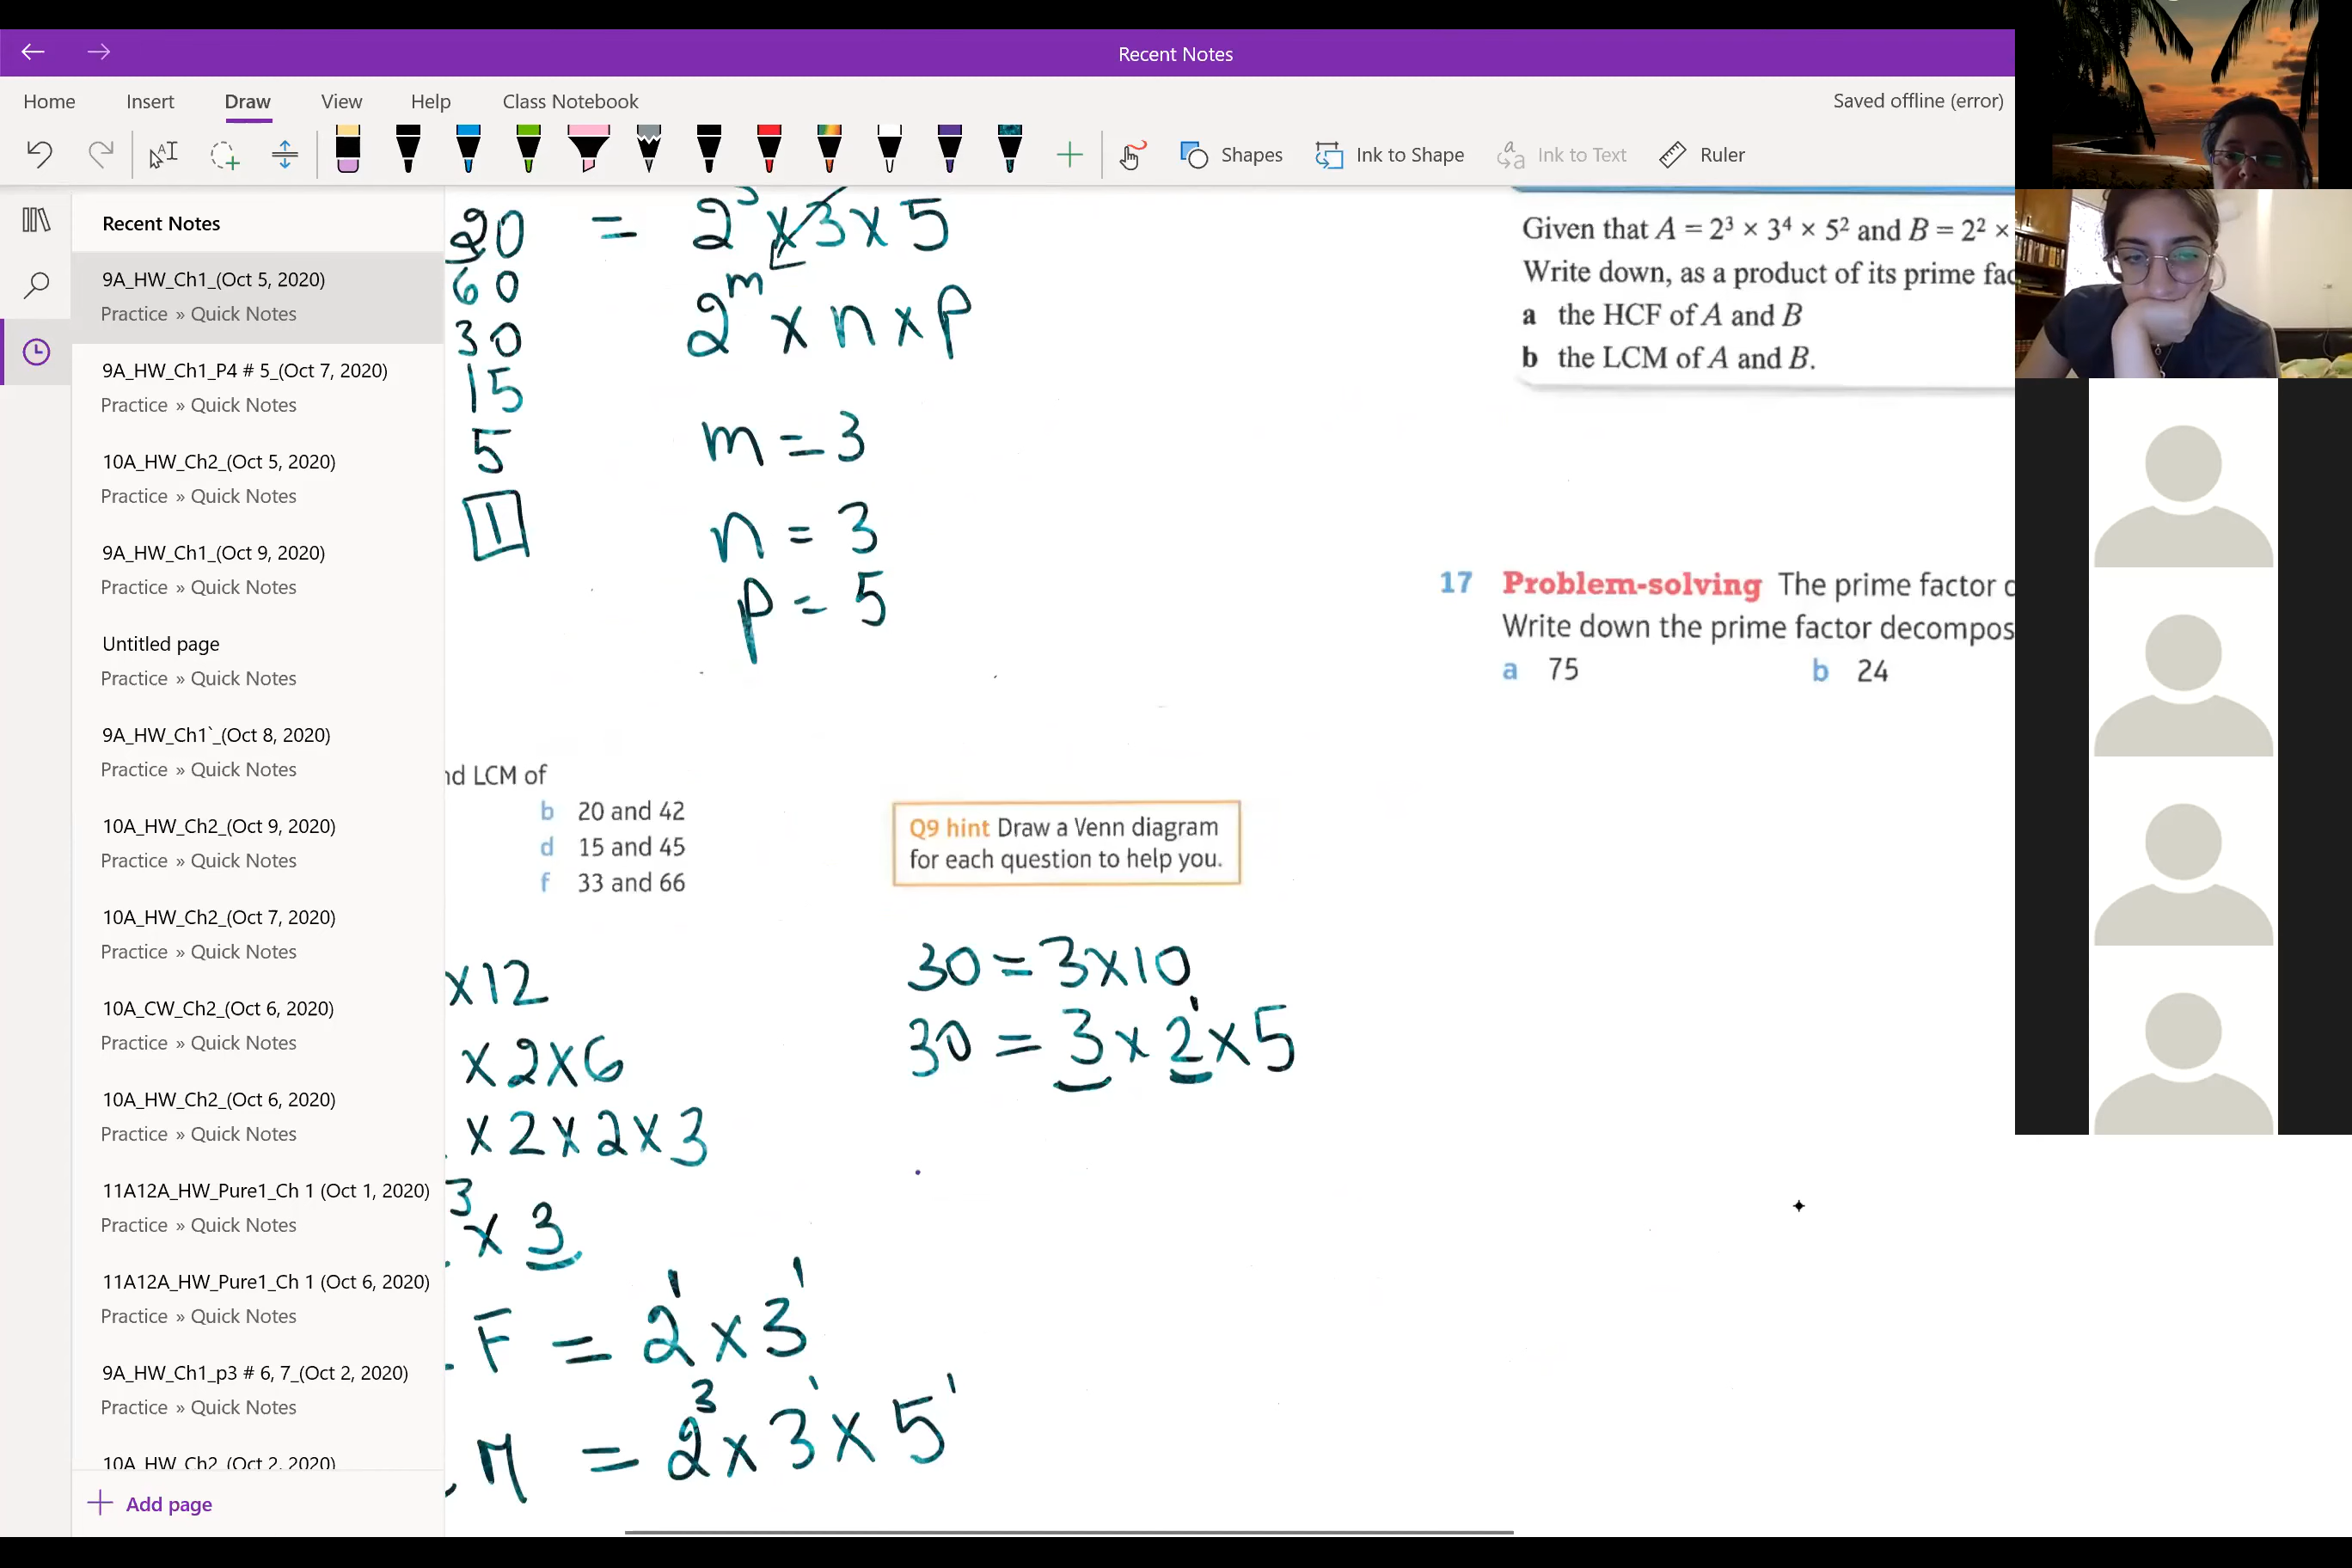 Recent Notes
Home Insert Draw View Help Class Notebook
Saved offline (error)
Shapes Ink to Shape Ink to Text Ruler
Recent Notes
9A_HW_Ch1_(Oct 5, 2020)
Practice » Quick Notes
9A_HW_Ch1_P4 # 5_(Oct 7, 2020)
Practice » Quick Notes
10A_HW_Ch2_(Oct 5, 2020)
Practice » Quick Notes
9A_HW_Ch1_(Oct 9, 2020)
Practice » Quick Notes
Untitled page
Practice » Quick Notes
9A_HW_Ch1`_(Oct 8, 2020)
Practice » Quick Notes
10A_HW_Ch2_(Oct 9, 2020)
Practice » Quick Notes
10A_HW_Ch2_(Oct 7, 2020)
Practice » Quick Notes
10A_CW_Ch2_(Oct 6, 2020)
Practice » Quick Notes
10A_HW_Ch2_(Oct 6, 2020)
Practice » Quick Notes
11A12A_HW_Pure1_Ch 1 (Oct 1, 2020)
Practice » Quick Notes
11A12A_HW_Pure1_Ch 1 (Oct 6, 2020)
Practice » Quick Notes
9A_HW_Ch1_p3 # 6, 7_(Oct 2, 2020)
Practice » Quick Notes
10A_HW_Ch2_(Oct 2, 2020)
Add page
20 = 2³ x 3 x 5
60
2ᵐ x n x p
30
15
5
1
m = 3
n = 3
p = 5
nd LCM of
b 20 and 42
d 15 and 45
f 33 and 66
Q9 hint Draw a Venn diagram
for each question to help you.
x12
x 2 x 6
x 2 x 2 x 3
³ x 3
F = 2¹ x 3¹
M = 2³ x 3¹ x 5¹
30 = 3 x 10
30 = 3 x 2¹ x 5
Given that A = 2³ × 3⁴ × 5² and B = 2² ×
Write down, as a product of its prime fac
a the HCF of A and B
b the LCM of A and B.
17 Problem-solving The prime factor
Write down the prime factor decompos
a 75 b 24